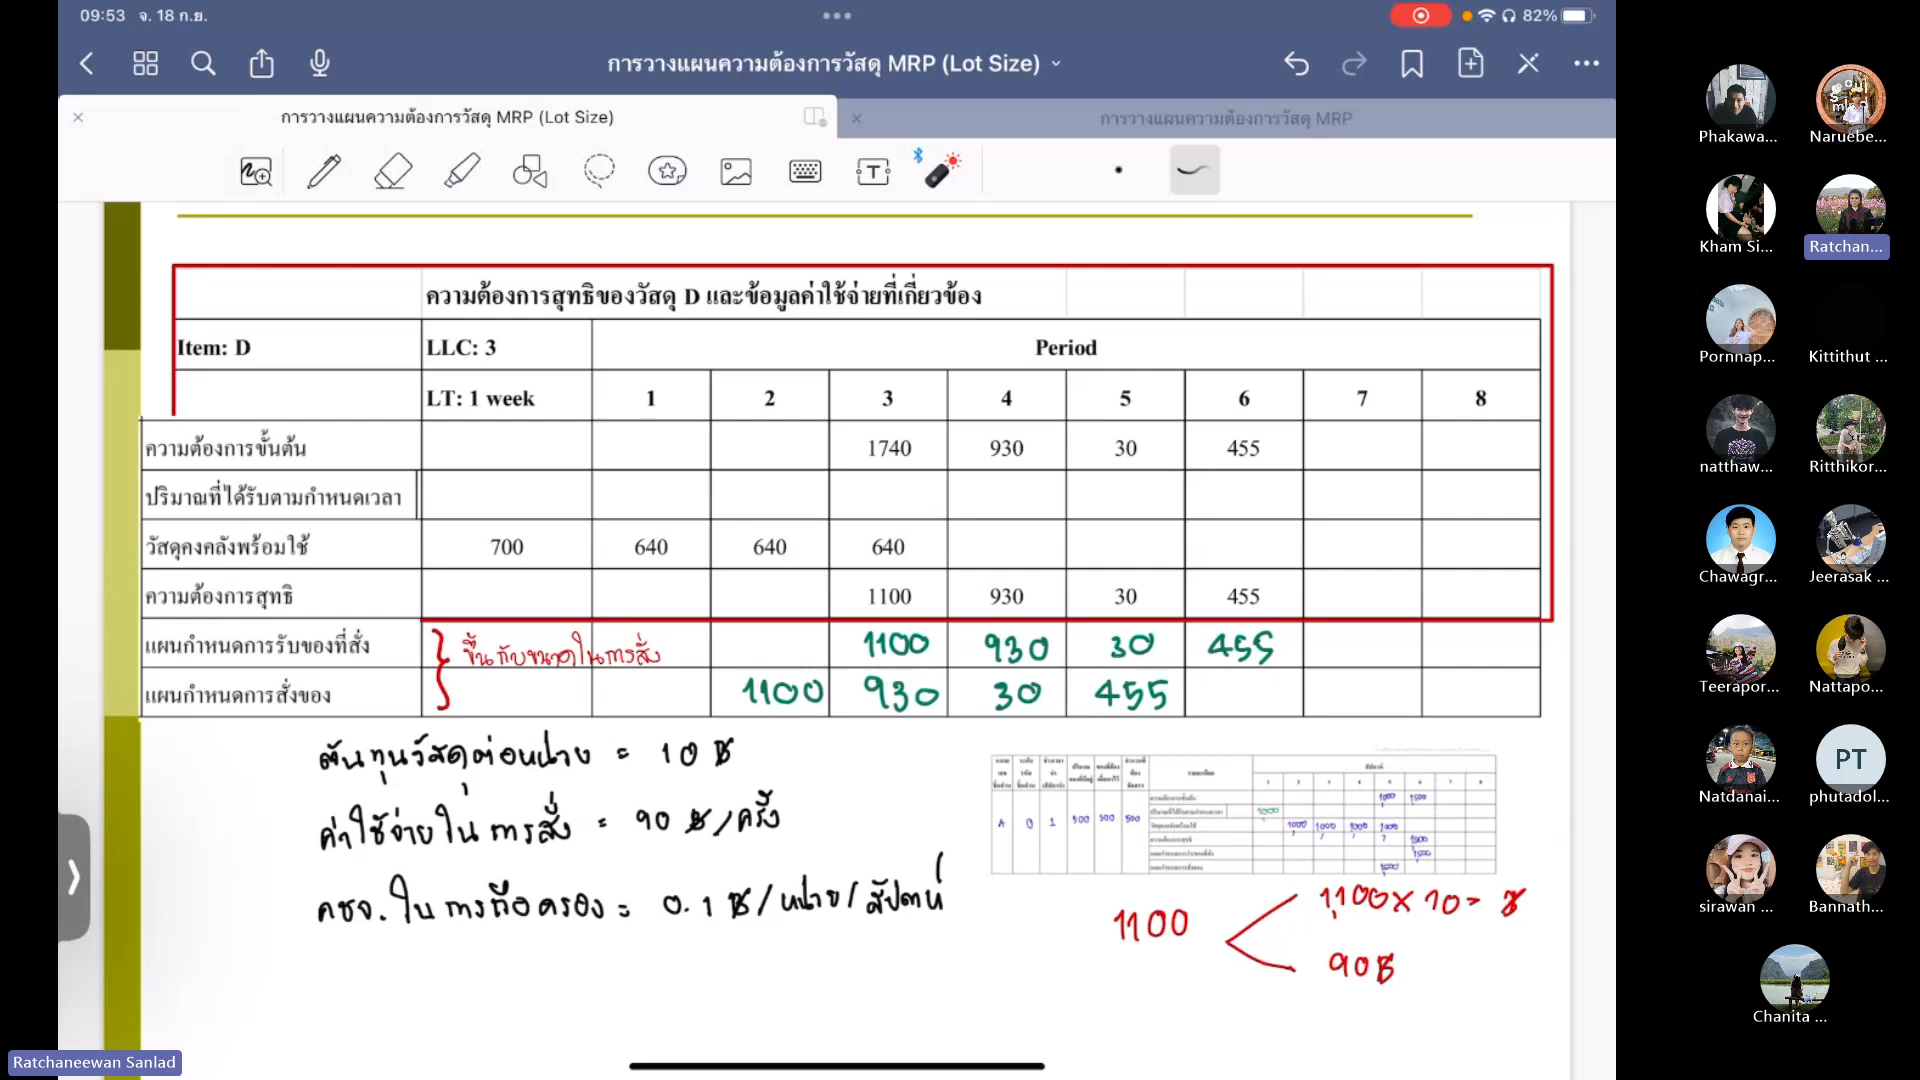 09:53 จ. 18 ก.ย.
82%
การวางแผนความต้องการวัสดุ MRP (Lot Size)
การวางแผนความต้องการวัสดุ MRP (Lot Size)
การวางแผนความต้องการวัสดุ MRP
ความต้องการสุทธิของวัสดุ D และข้อมูลค่าใช้จ่ายที่เกี่ยวข้อง
Item: D LLC: 3 Period
LT: 1 week 1 2 3 4 5 6 7 8
ความต้องการขั้นต้น 1740 930 30 455
ปริมาณที่ได้รับตามกำหนดเวลา
วัสดุคงคลังพร้อมใช้ 700 640 640 640
ความต้องการสุทธิ 1100 930 30 455
แผนกำหนดการรับของที่สั่ง ขึ้นกับขนาดในการสั่ง 1100 930 30 455
แผนกำหนดการสั่งของ 1100 930 30 455
ต้นทุนวัสดุต่อหน่วย = 10 ฿
ค่าใช้จ่ายในการสั่ง = 90 ฿/ครั้ง
คชจ. ในการถือครอง = 0.1 ฿/หน่วย/สัปดาห์
1100
1,100 x 10 = ฿
90฿
Phakawa...
Naruebe...
Kham Si...
Ratchan...
Pornnap...
Kittithut ...
natthaw...
Ritthikor...
Chawagr...
Jeerasak ...
Teerapor...
Nattapo...
Natdanai...
PT
phutadol...
sirawan ...
Bannath...
Chanita ...
Ratchaneewan Sanlad